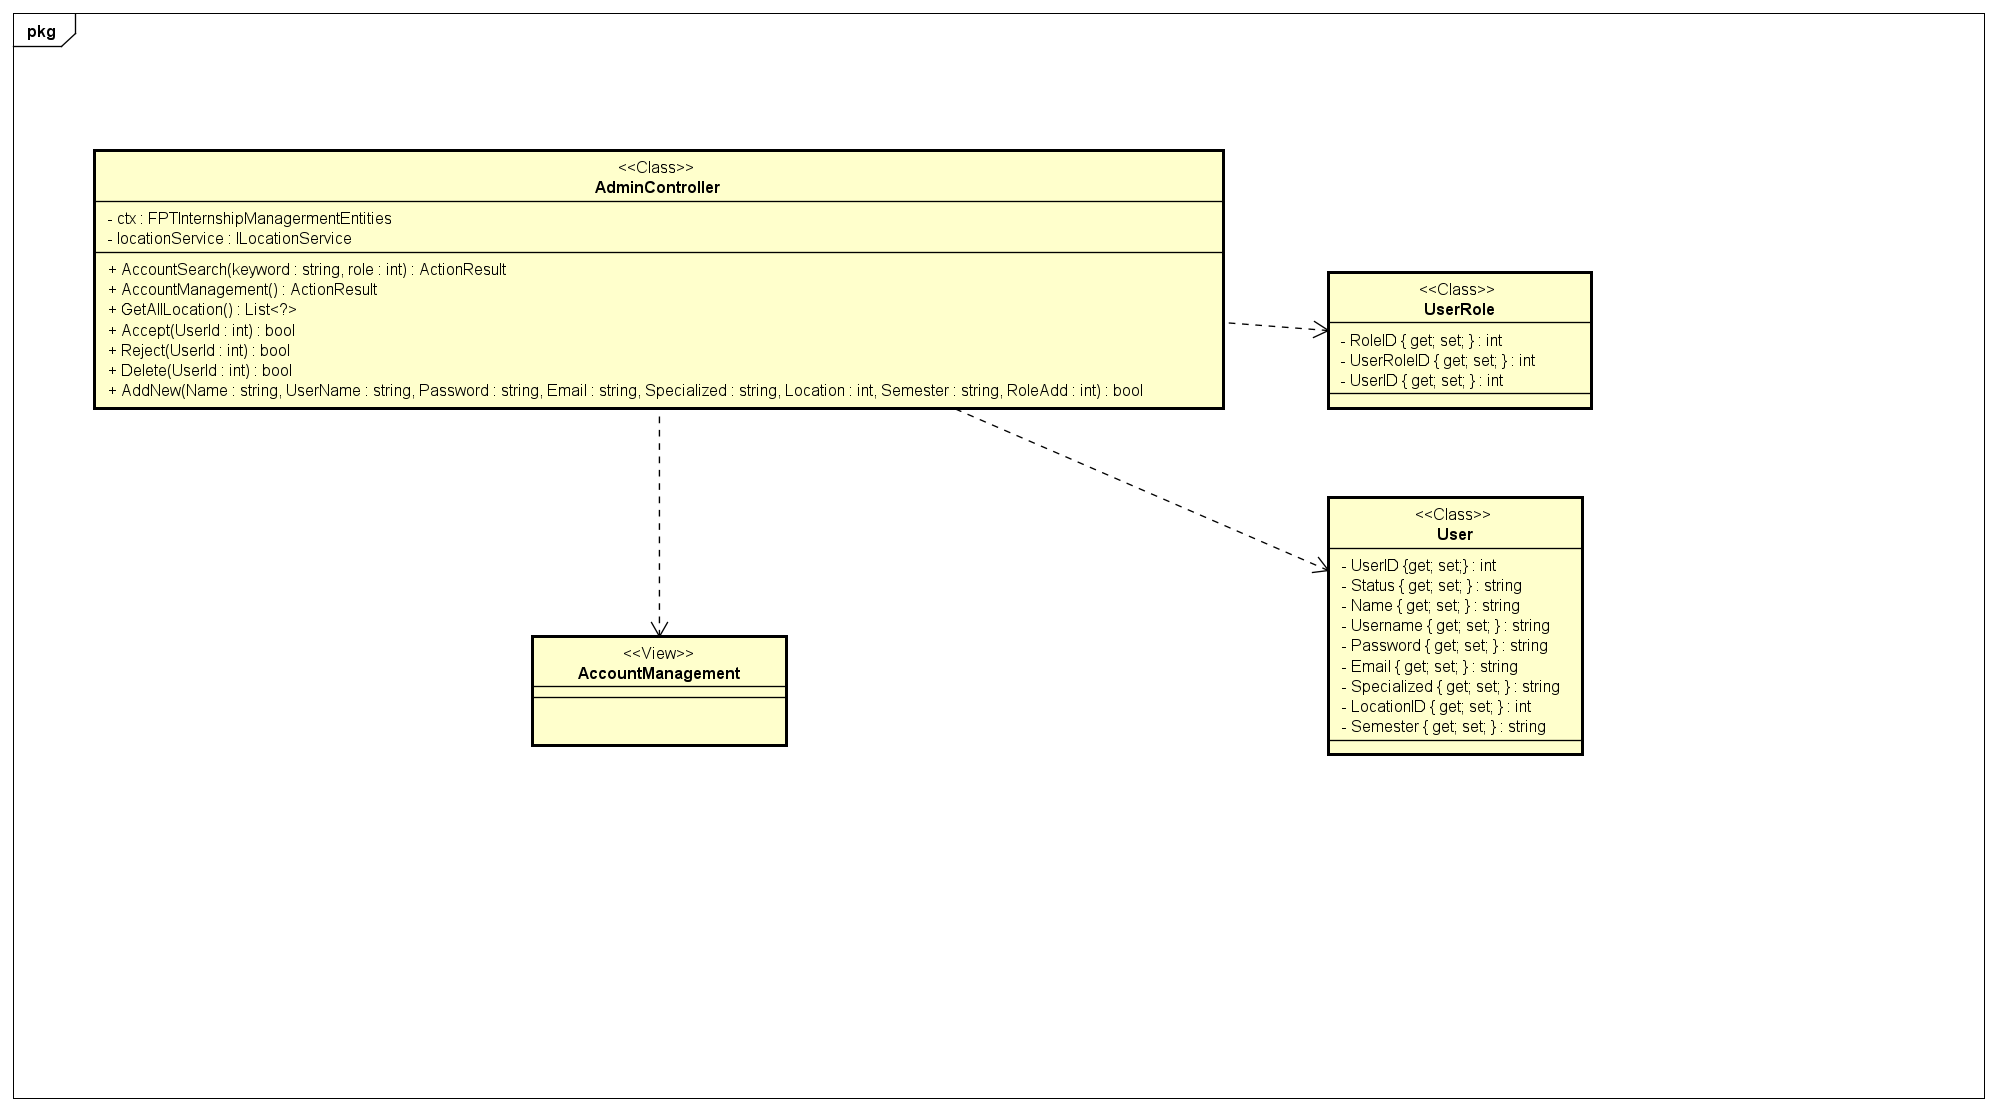 pkg
<<Class>>
AdminController
- ctx : FPTInternshipManagermentEntities
- locationService : ILocationService
+ AccountSearch(keyword : string, role : int) : ActionResult
+ AccountManagement() : ActionResult
+ GetAllLocation() : List<?>
+ Accept(UserId : int) : bool
+ Reject(UserId : int) : bool
+ Delete(UserId : int) : bool
+ AddNew(Name : string, UserName : string, Password : string, Email : string, Specialized : string, Location : int, Semester : string, RoleAdd : int) : bool
<<Class>>
UserRole
- RoleID { get; set; } : int
- UserRoleID { get; set; } : int
- UserID { get; set; } : int
<<Class>>
User
- UserID {get; set;} : int
- Status { get; set; } : string
- Name { get; set; } : string
- Username { get; set; } : string
- Password { get; set; } : string
- Email { get; set; } : string
- Specialized { get; set; } : string
- LocationID { get; set; } : int
- Semester { get; set; } : string
<<View>>
AccountManagement